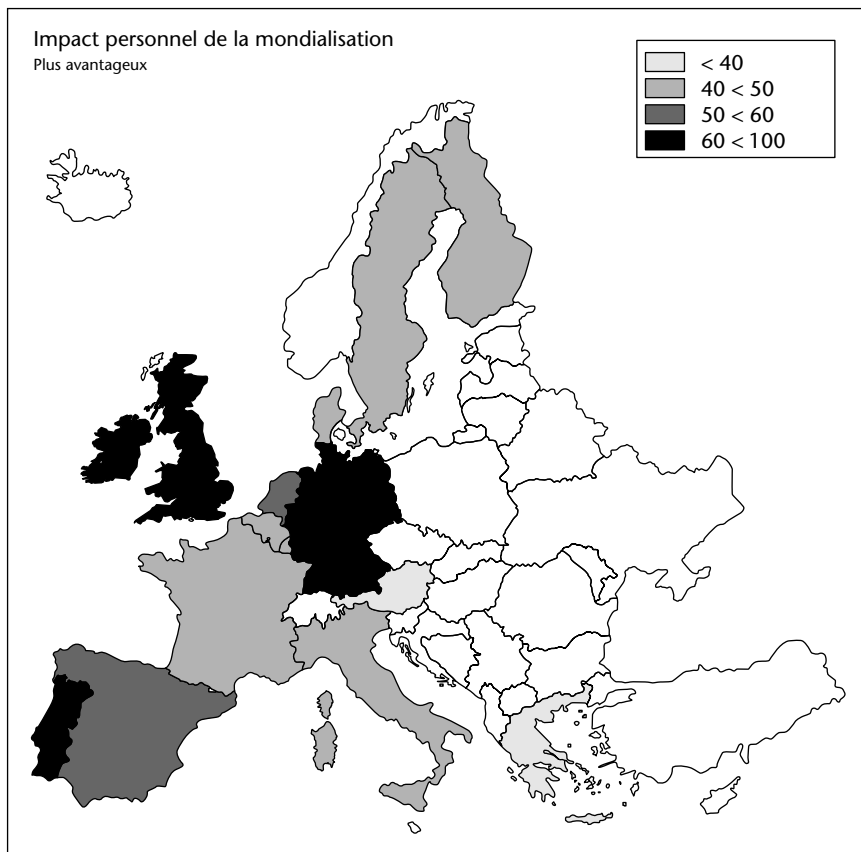 Impact personnel de la mondialisation
Plus avantageux
< 40
40 < 50
50 < 60
60 < 100